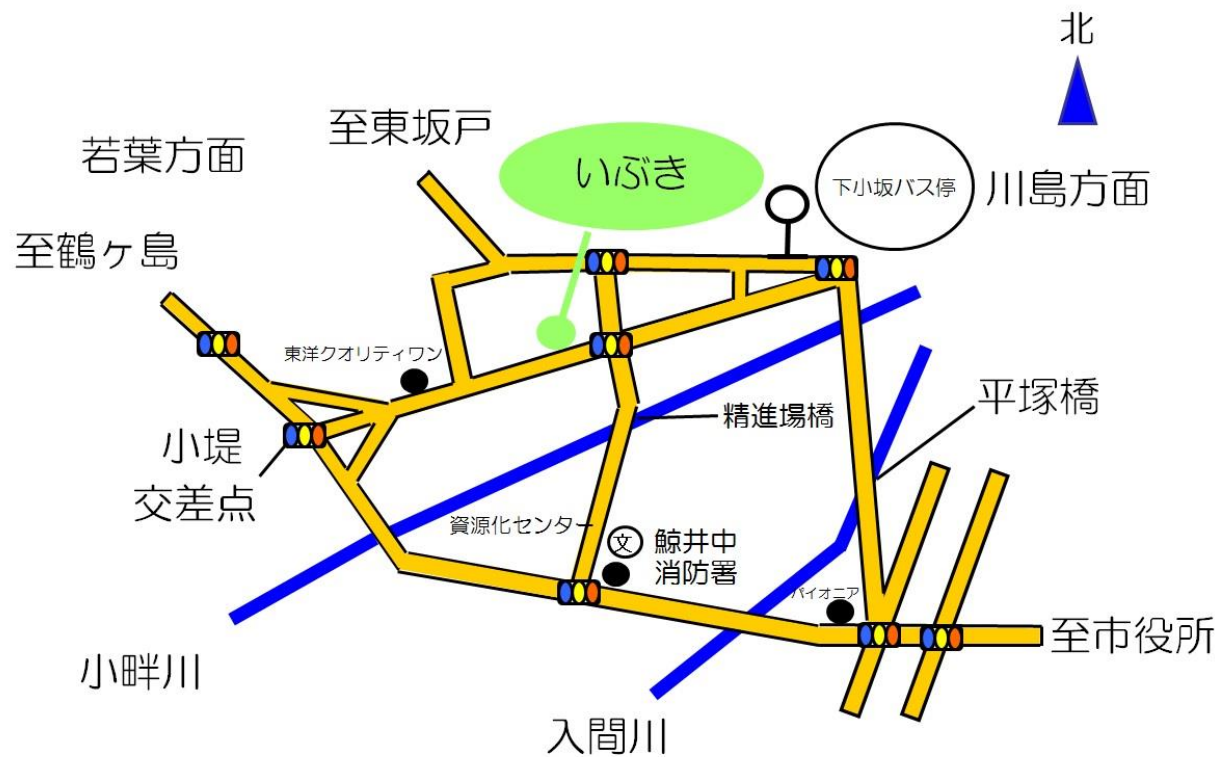 北
至東坂戸
若葉方面
いぶき
下小坂バス停
川島方面
至鶴ヶ島
東洋クオリティワン
平塚橋
精進場橋
小堤
交差点
資源化センター
文
鯨井中
消防署
パイオニア
至市役所
小畔川
入間川